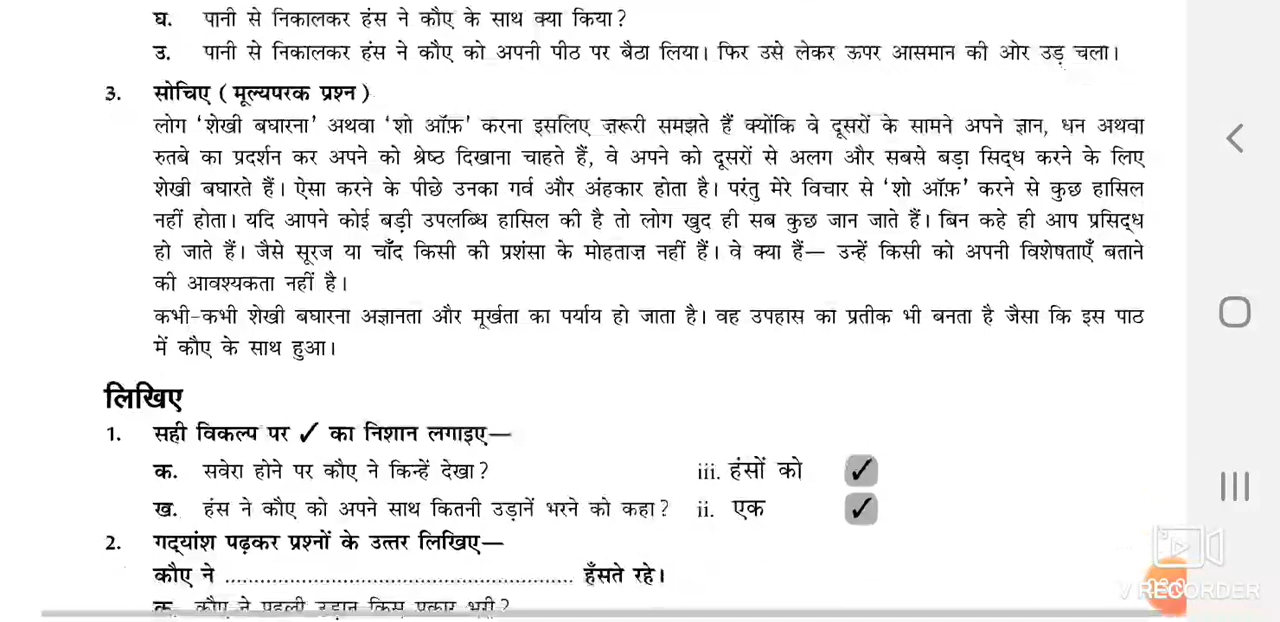 घ. पानी से निकालकर हंस ने कौए के साथ क्या किया?
उ. पानी से निकालकर हंस ने कौए को अपनी पीठ पर बैठा लिया। फिर उसे लेकर ऊपर आसमान की ओर उड़ चला।
3. सोचिए (मूल्यपरक प्रश्न)
लोग ‘शेखी बघारना’ अथवा ‘शो ऑफ़’ करना इसलिए ज़रूरी समझते हैं क्योंकि वे दूसरों के सामने अपने ज्ञान, धन अथवा
रुतबे का प्रदर्शन कर अपने को श्रेष्ठ दिखाना चाहते हैं, वे अपने को दूसरों से अलग और सबसे बड़ा सिद्ध करने के लिए
शेखी बघारते हैं। ऐसा करने के पीछे उनका गर्व और अंहकार होता है। परंतु मेरे विचार से ‘शो ऑफ़’ करने से कुछ हासिल
नहीं होता। यदि आपने कोई बड़ी उपलब्धि हासिल की है तो लोग खुद ही सब कुछ जान जाते हैं। बिन कहे ही आप प्रसिद्ध
हो जाते हैं। जैसे सूरज या चाँद किसी की प्रशंसा के मोहताज़ नहीं हैं। वे क्या हैं— उन्हें किसी को अपनी विशेषताएँ बताने
की आवश्यकता नहीं है।
कभी-कभी शेखी बघारना अज्ञानता और मूर्खता का पर्याय हो जाता है। वह उपहास का प्रतीक भी बनता है जैसा कि इस पाठ
में कौए के साथ हुआ।
लिखिए
1. सही विकल्प पर ✓ का निशान लगाइए—
क. सवेरा होने पर कौए ने किन्हें देखा? iii. हंसों को ✓
ख. हंस ने कौए को अपने साथ कितनी उड़ानें भरने को कहा? ii. एक ✓
2. गद्यांश पढ़कर प्रश्नों के उत्तर लिखिए—
कौए ने ............................................................. हँसते रहे।
क. कौए ने पहली उड़ान किस प्रकार भरी?
V RECORDER